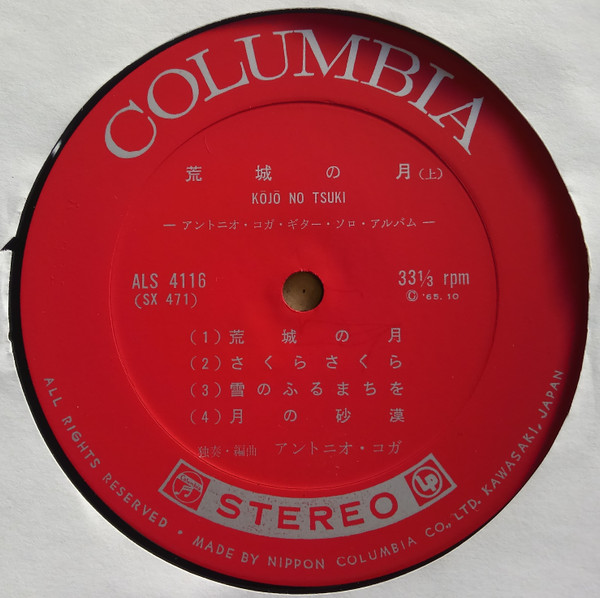 COLUMBIA
荒城の月(上)
KŌJŌ NO TSUKI
― アントニオ・コガ・ギター・ソロ・アルバム ―
ALS 4116
(SX 471)
33 1/3 rpm
Ⓒ '65.10
(1) 荒城の月
(2) さくらさくら
(3) 雪のふるまちを
(4) 月の砂漠
独奏・編曲 アントニオ・コガ
STEREO
LP
ALL RIGHTS RESERVED • MADE BY NIPPON COLUMBIA CO., LTD. KAWASAKI, JAPAN